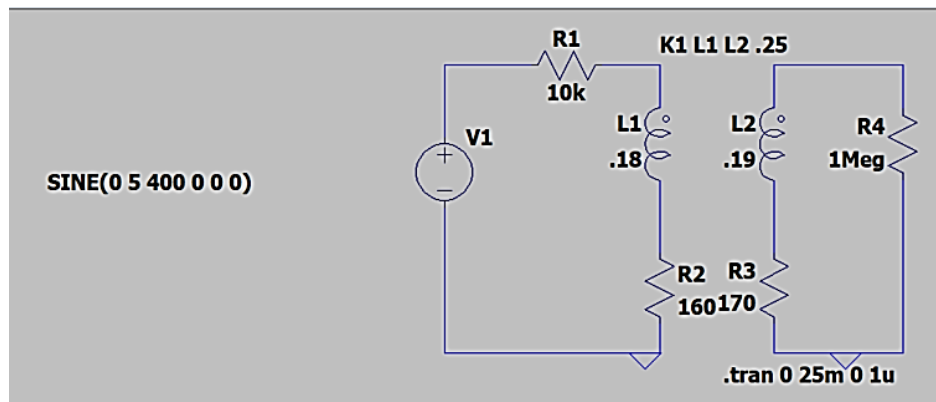 R1
K1 L1 L2 .25
10k
V1
L1
.18
L2
.19
R4
1Meg
SINE(0 5 400 0 0 0)
R2
160
R3
170
.tran 0 25m 0 1u